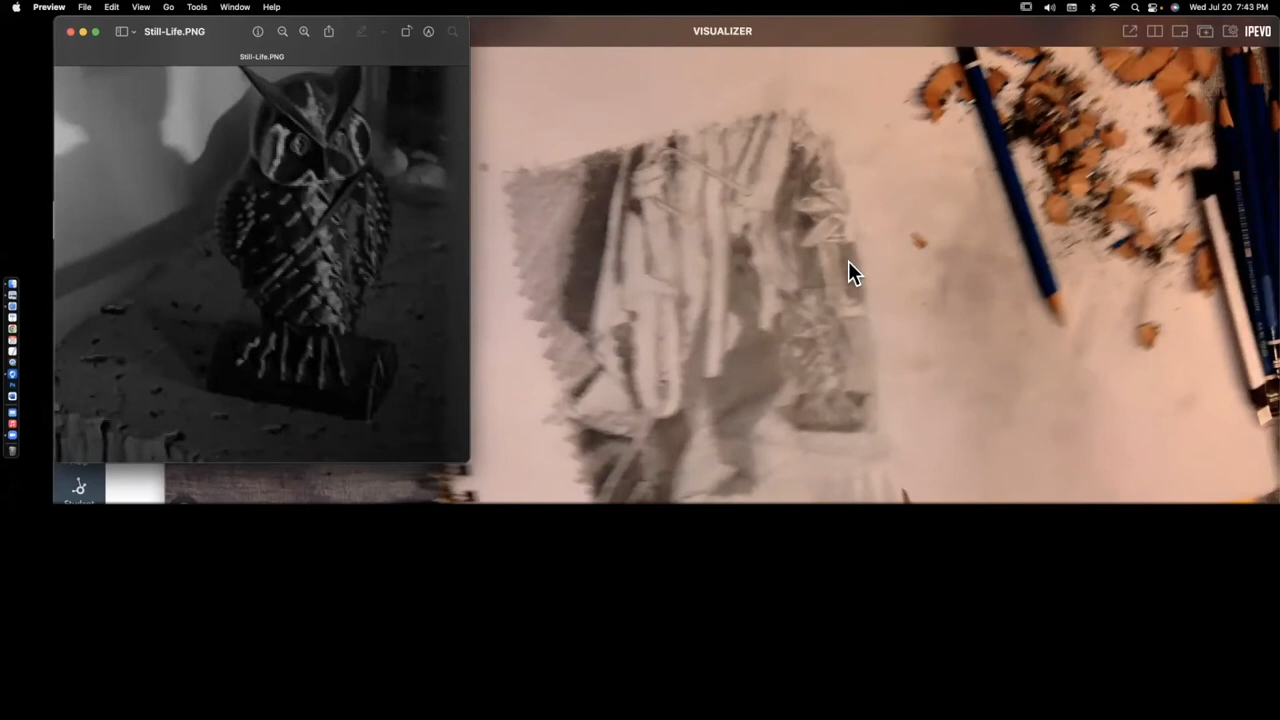 Preview File Edit View Go Tools Window Help Wed Jul 20 7:43 PM
Still-Life.PNG
VISUALIZER
IPEVO
Still-Life.PNG